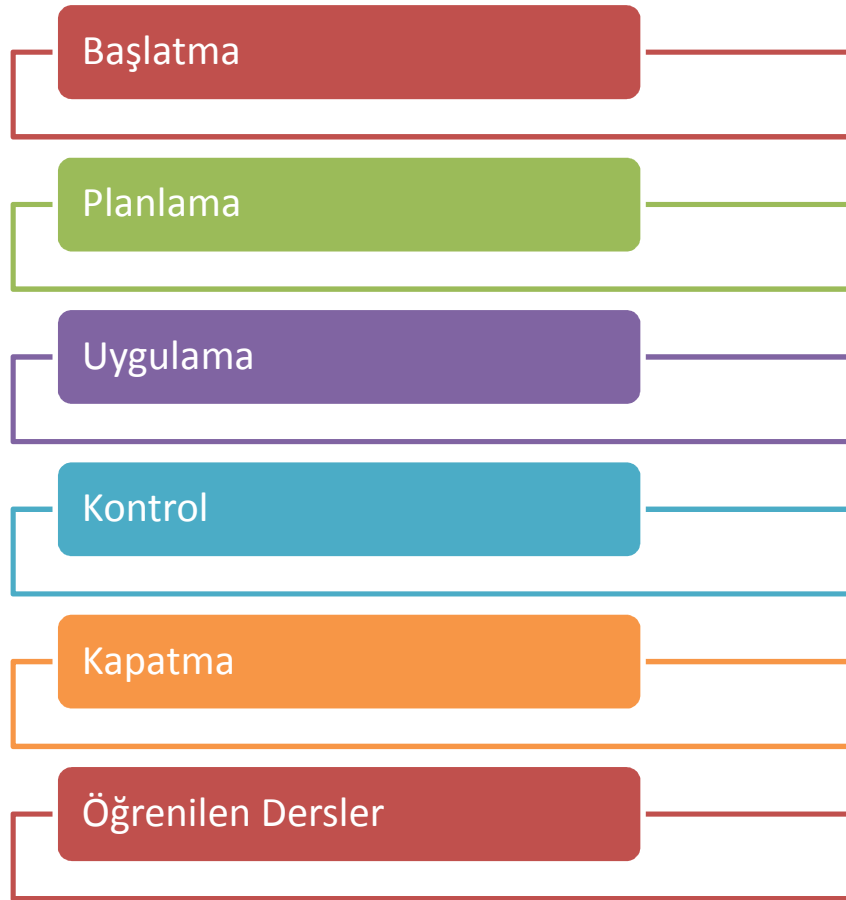 Başlatma
Planlama
Uygulama
Kontrol
Kapatma
Öğrenilen Dersler